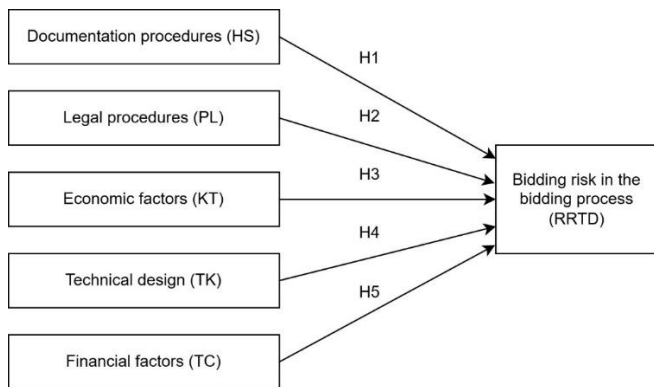 Documentation procedures (HS)
H1
Legal procedures (PL)
H2
Economic factors (KT)
H3
Bidding risk in the
bidding process
(RRTD)
Technical design (TK)
H4
Financial factors (TC)
H5